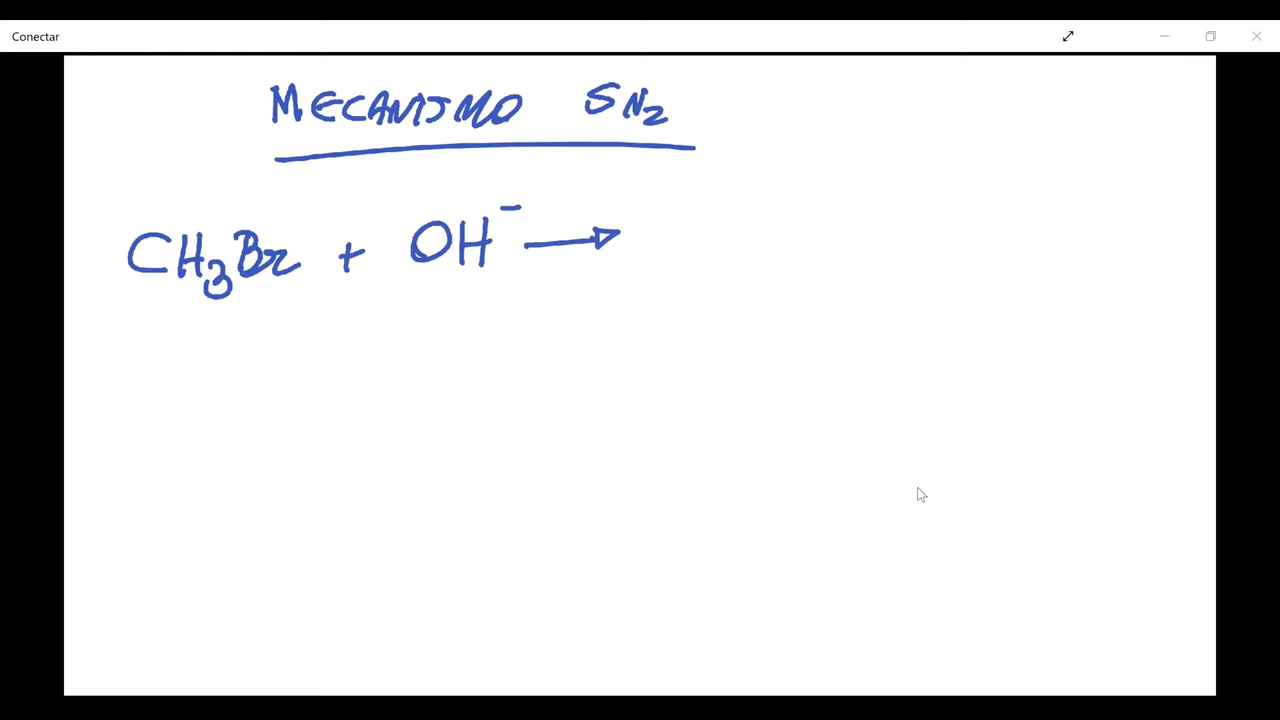 Conectar
MECANISMO SN2
CH3Br + OH⁻ →